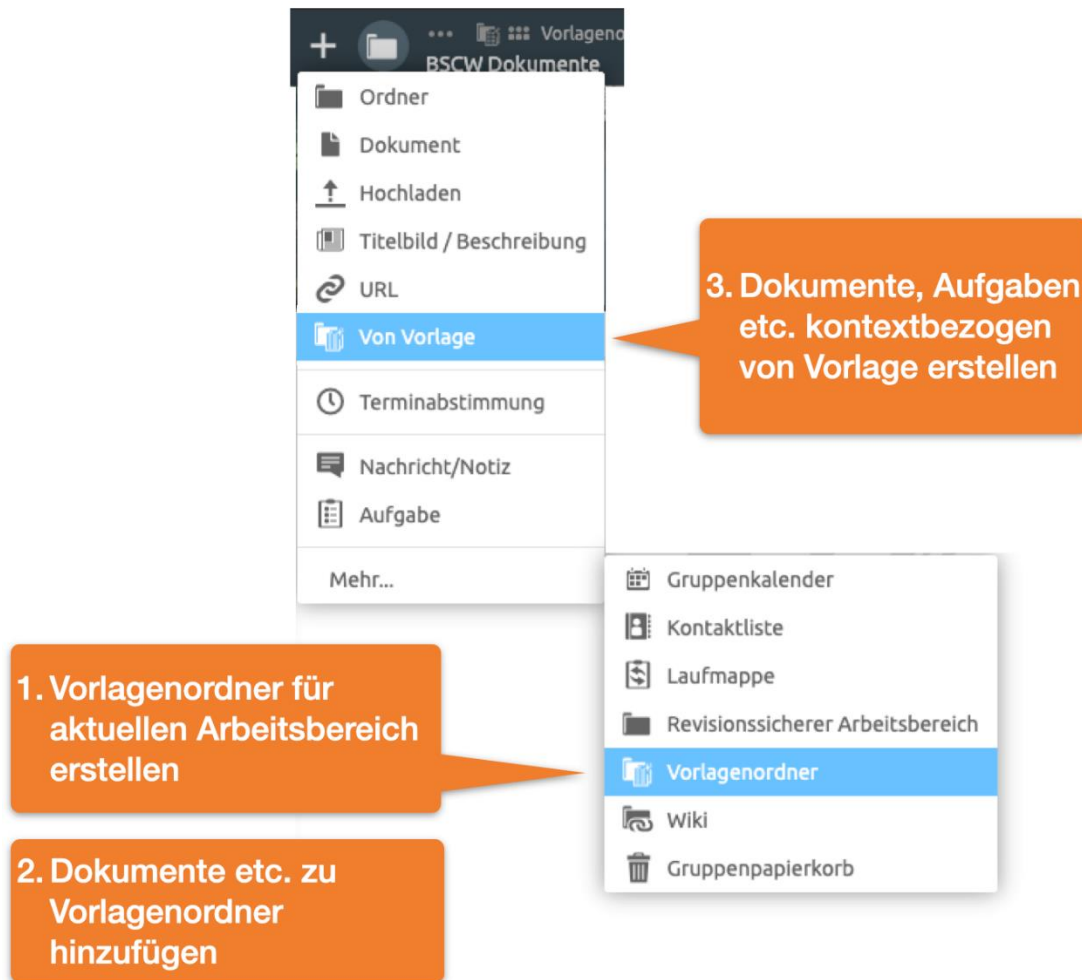 Vorlageno
BSCW Dokumente
Ordner
Dokument
Hochladen
Titelbild / Beschreibung
URL
Von Vorlage
Terminabstimmung
Nachricht/Notiz
Aufgabe
Mehr...
3. Dokumente, Aufgaben
etc. kontextbezogen
von Vorlage erstellen
Gruppenkalender
Kontaktliste
Laufmappe
Revisionssicherer Arbeitsbereich
Vorlagenordner
Wiki
Gruppenpapierkorb
1. Vorlagenordner für
aktuellen Arbeitsbereich
erstellen
2. Dokumente etc. zu
Vorlagenordner
hinzufügen